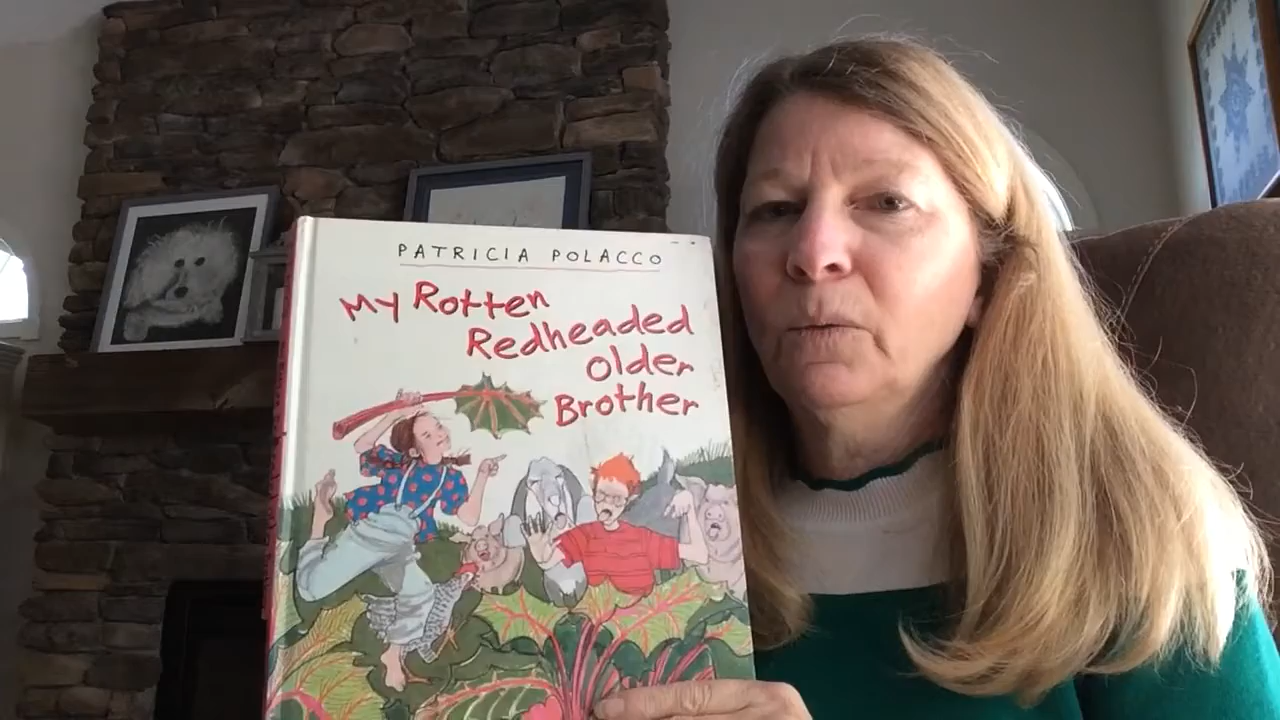 PATRICIA POLACCO
My Rotten
Redheaded
Older
Brother